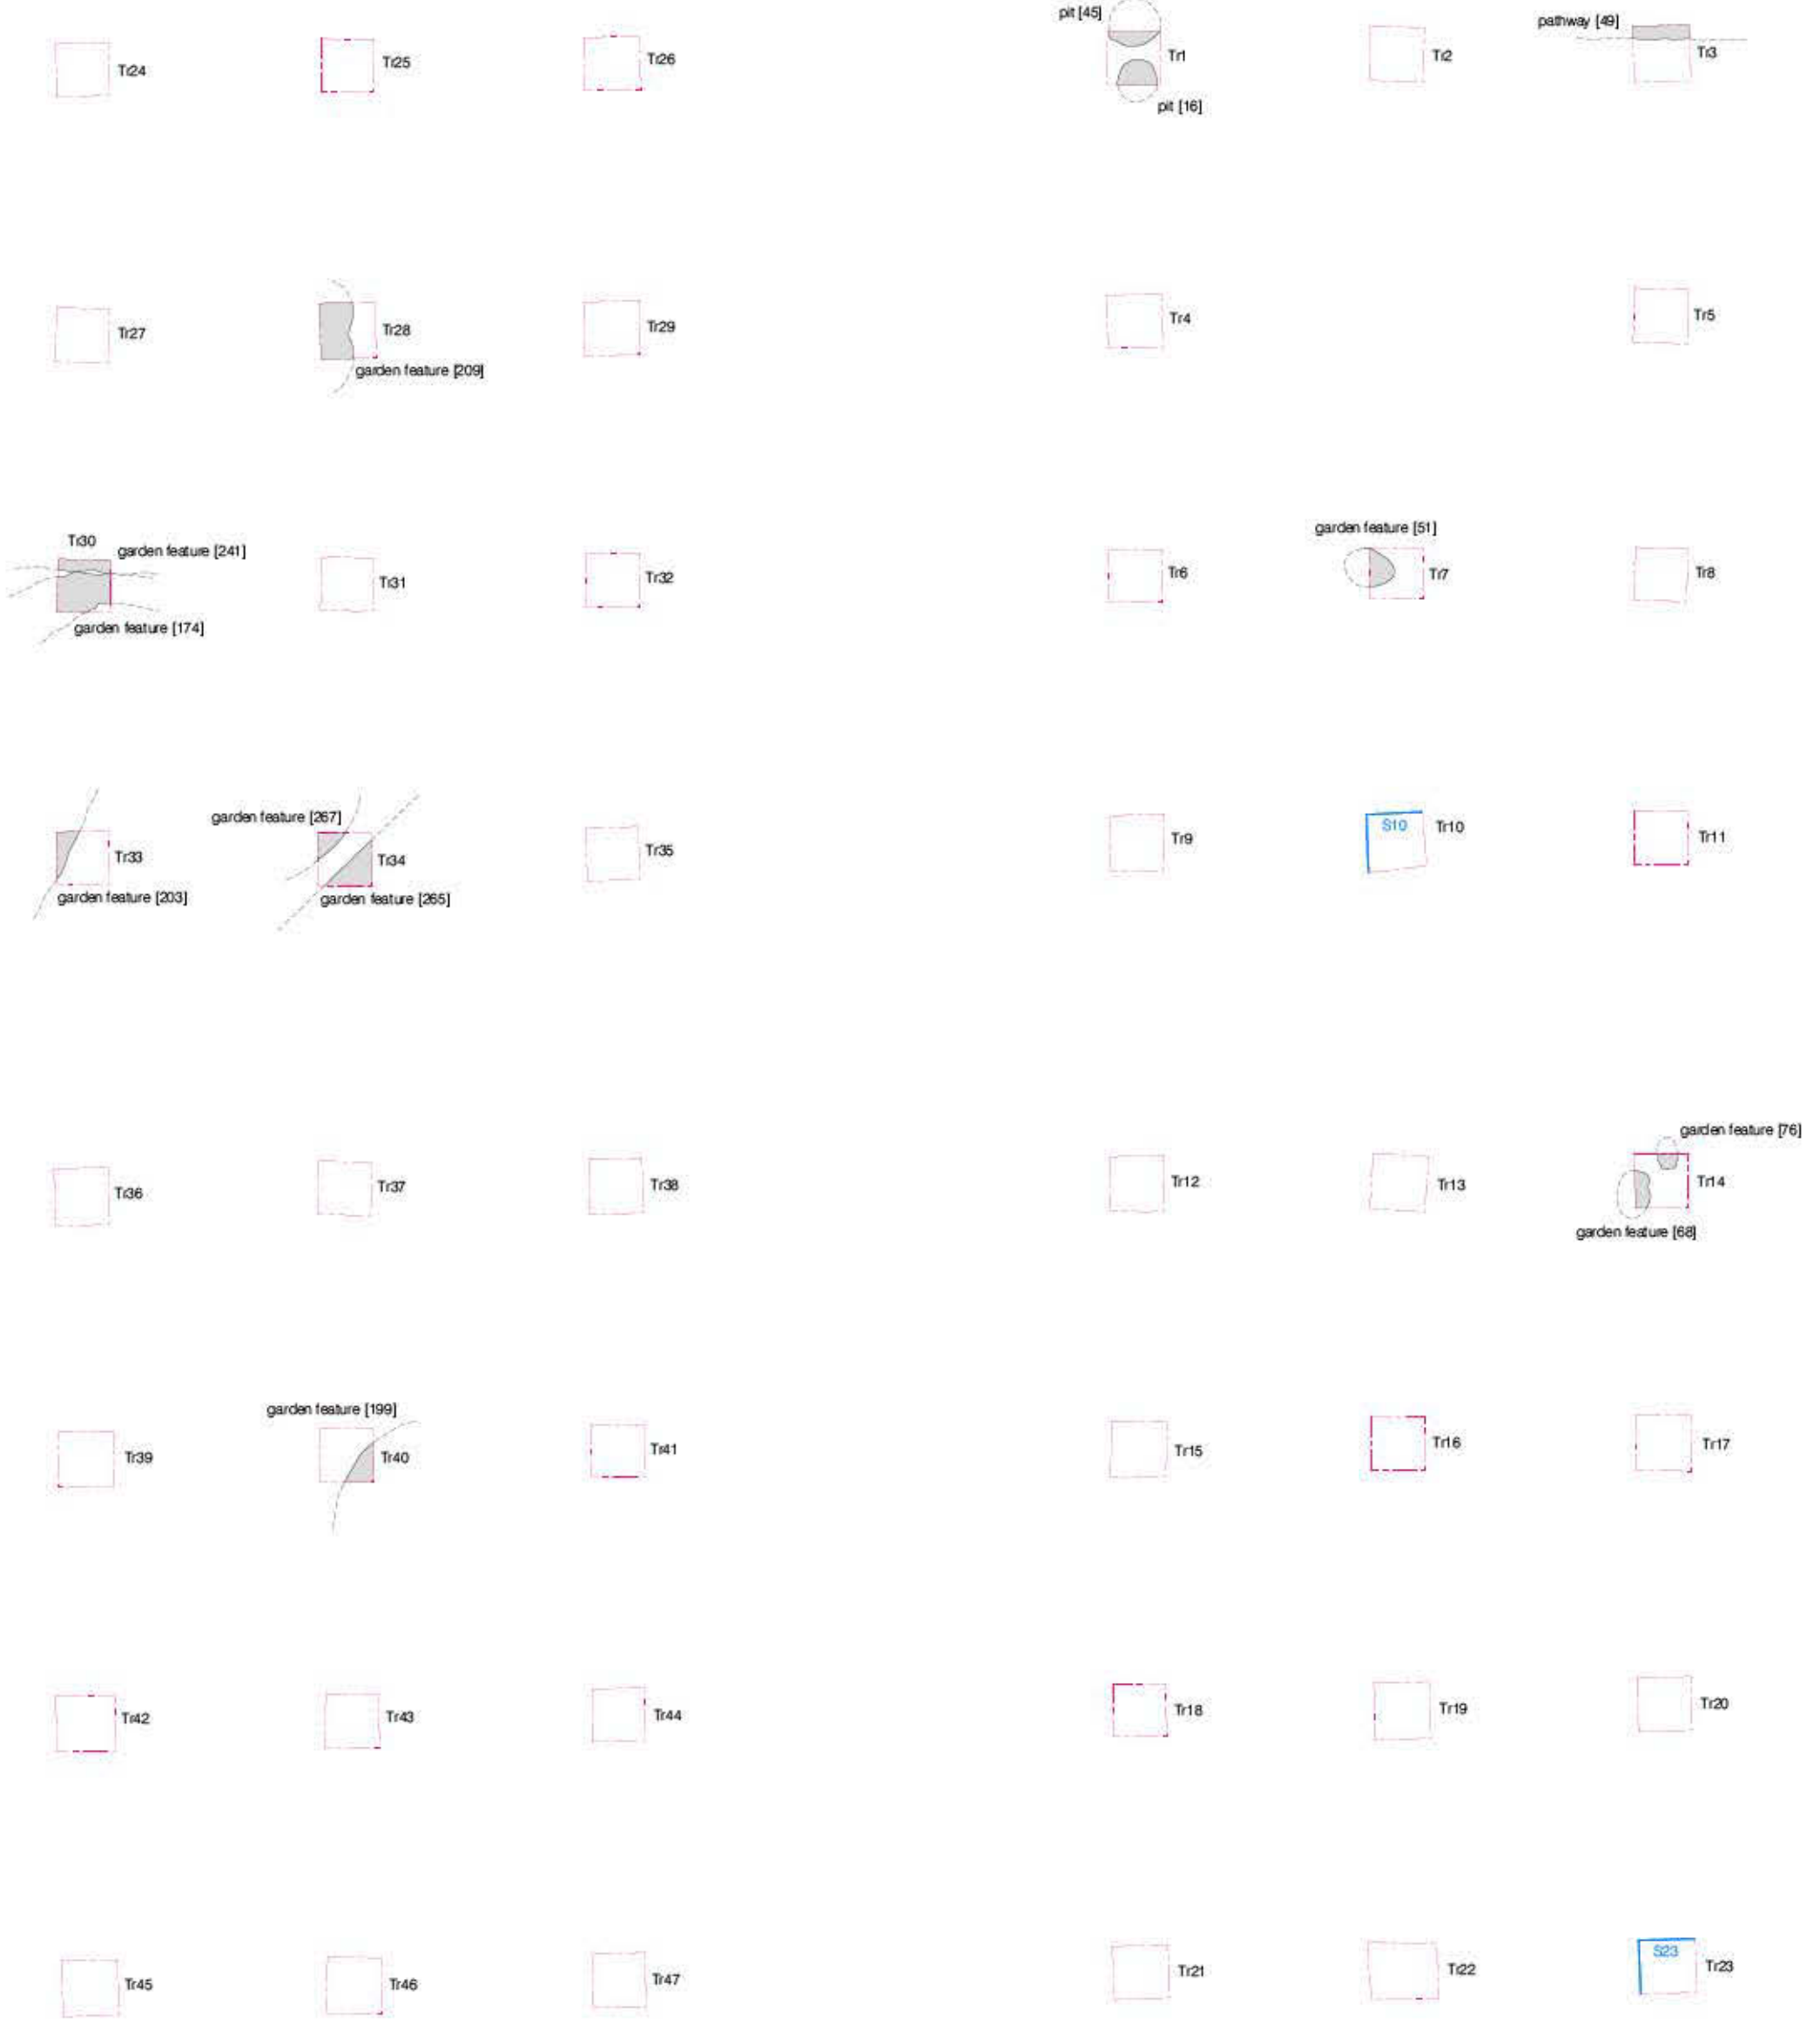 pit [45]
pathway [49]
Tr24
Tr25
Tr26
Tr1
Tr2
Tr3
pit [16]
Tr27
Tr28
Tr29
Tr4
Tr5
garden feature [209]
garden feature [51]
Tr30
garden feature [241]
Tr31
Tr32
Tr6
Tr7
Tr8
garden feature [174]
garden feature [267]
S10
Tr10
Tr11
Tr9
Tr33
Tr34
Tr35
garden feature [203]
garden feature [265]
garden feature [76]
Tr36
Tr37
Tr38
Tr12
Tr13
Tr14
garden feature [68]
garden feature [199]
Tr39
Tr40
Tr41
Tr15
Tr16
Tr17
Tr42
Tr43
Tr44
Tr18
Tr19
Tr20
S23
Tr45
Tr46
Tr47
Tr21
Tr22
Tr23